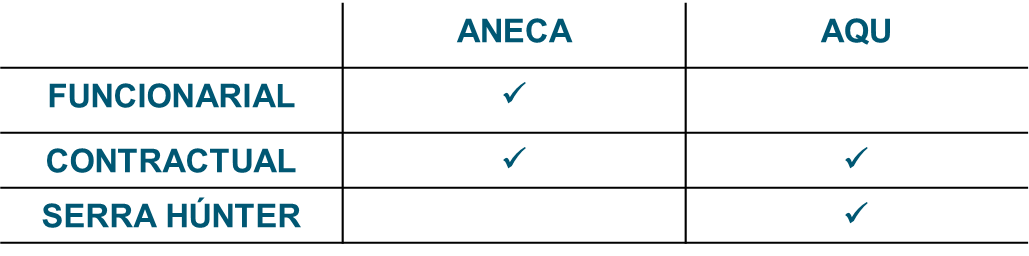 ANECA AQU
FUNCIONARIAL ✓
CONTRACTUAL ✓ ✓
SERRA HÚNTER ✓